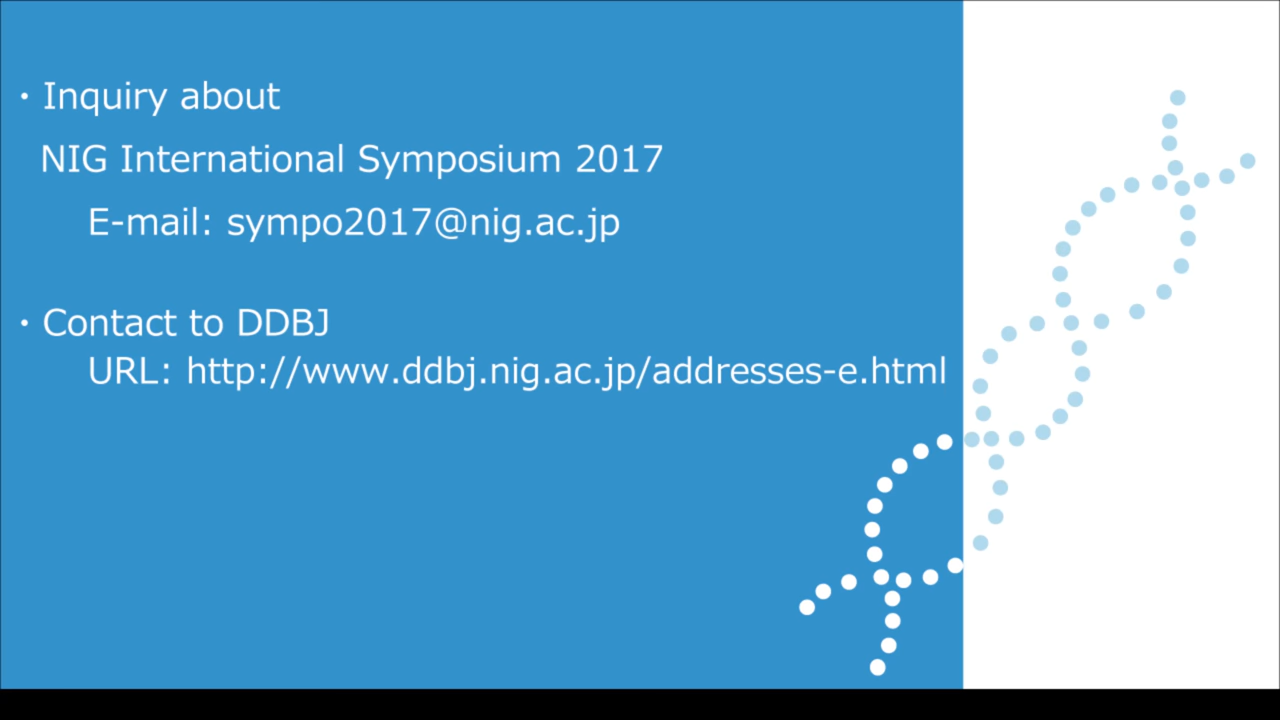 ・Inquiry about
NIG International Symposium 2017
E-mail: sympo2017@nig.ac.jp
・Contact to DDBJ
URL: http://www.ddbj.nig.ac.jp/addresses-e.html